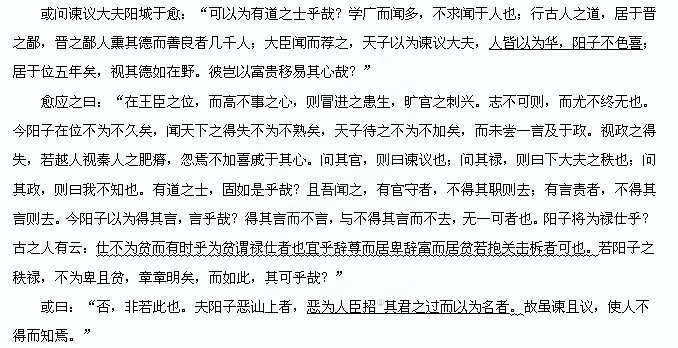 或问谏议大夫阳城于愈：“可以为有道之士乎哉？学广而闻多，不求闻于人也；行古人之道，居于晋
之鄙，晋之鄙人熏其德而善良者几千人；大臣闻而荐之，天子以为谏议大夫，人皆以为华，阳子不色喜；
居于位五年矣，视其德如在野。彼岂以富贵移易其心哉？”
愈应之曰：“在王臣之位，而高不事之心，则冒进之患生，旷官之刺兴。志不可则，而尤不终无也。
今阳子在位不为不久矣，闻天下之得失不为不熟矣，天子待之不为不加矣，而未尝一言及于政。视政之得
失，若越人视秦人之肥瘠，忽焉不加喜戚于其心。问其官，则曰谏议也；问其禄，则曰下大夫之秩也；问
其政，则曰我不知也。有道之士，固如是乎哉？且吾闻之，有官守者，不得其职则去；有言责者，不得其
言则去。今阳子以为得其言，言乎哉？得其言而不言，与不得其言而不去，无一可者也。阳子将为禄仕乎？
古之人有云：仕不为贫而有时乎为贫谓禄仕者也宜乎辞尊而居卑辞富而居贫若抱关击柝者可也。若阳子之
秩禄，不为卑且贫，章章明矣，而如此，其可乎哉？”
或曰：“否，非若此也。夫阳子恶讪上者，恶为人臣招其君之过而以为名者。故虽谏且议，使人不
得而知焉。”